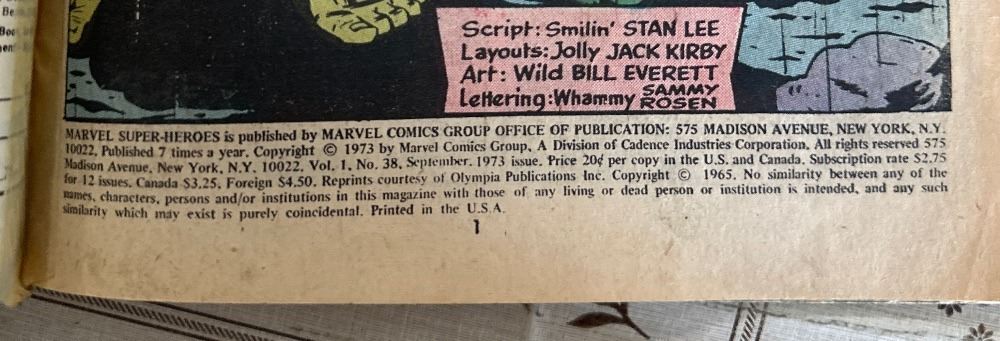 Be
Boo
Script: Smilin' STAN LEE
Layouts: Jolly JACK KIRBY
Art: Wild BILL EVERETT
Lettering: Whammy SAMMY ROSEN
MARVEL SUPER-HEROES is published by MARVEL COMICS GROUP OFFICE OF PUBLICATION: 575 MADISON AVENUE, NEW YORK, N.Y.
10022. Published 7 times a year. Copyright © 1973 by Marvel Comics Group, A Division of Cadence Industries Corporation. All rights reserved 575
Madison Avenue, New York, N.Y. 10022. Vol. 1, No. 38, September, 1973 issue. Price 20¢ per copy in the U.S. and Canada. Subscription rate $2.75
for 12 issues. Canada $3.25. Foreign $4.50. Reprints courtesy of Olympia Publications Inc. Copyright © 1965. No similarity between any of the
names, characters, persons and/or institutions in this magazine with those of any living or dead person or institution is intended, and any such
similarity which may exist is purely coincidental. Printed in the U.S.A.
1